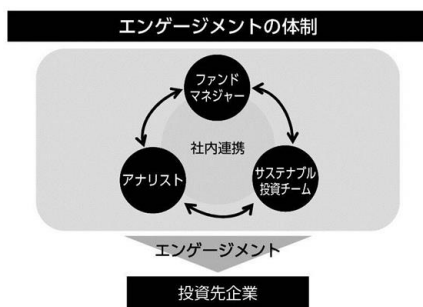 エンゲージメントの体制
ファンド
マネジャー
社内連携
アナリスト
サステナブル
投資チーム
エンゲージメント
投資先企業